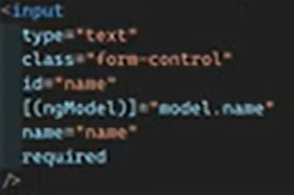 <input
type="text"
class="form-control"
id="name"
[(ngModel)]="model.name"
name="name"
required
/>